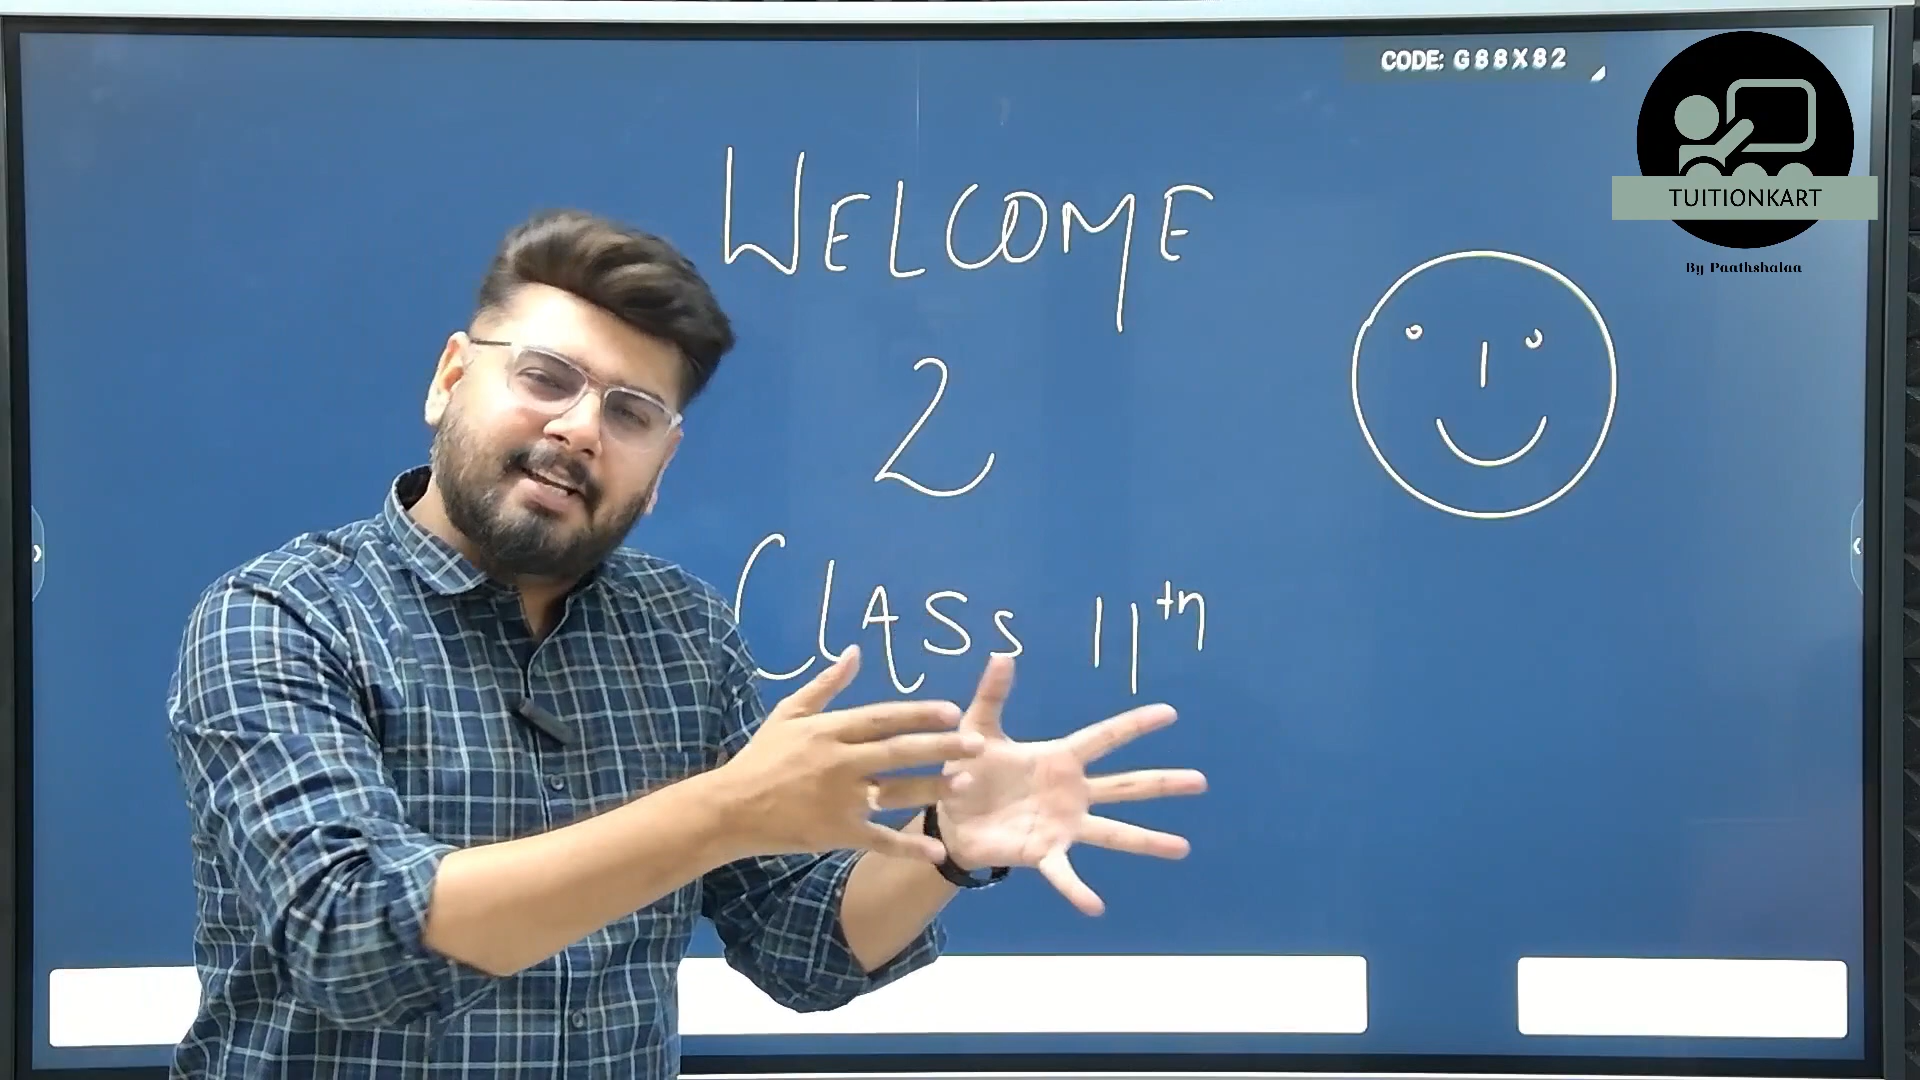 CODE: G88X82
TUITIONKART
By Paathshalaa
WELCOME
2
CLASS 11th